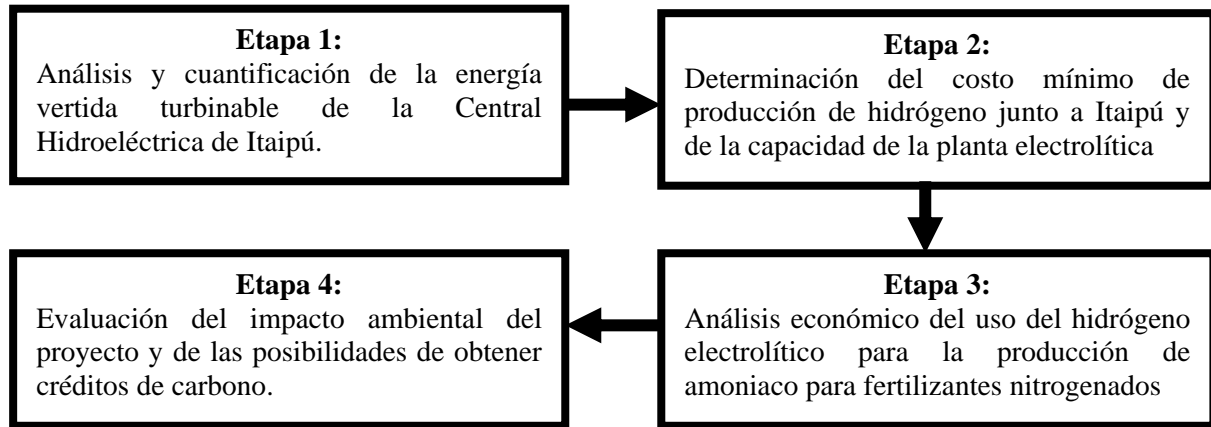 Etapa 1:
Análisis y cuantificación de la energía
vertida turbinable de la Central
Hidroeléctrica de Itaipú.
Etapa 2:
Determinación del costo mínimo de
producción de hidrógeno junto a Itaipú y
de la capacidad de la planta electrolítica
Etapa 3:
Análisis económico del uso del hidrógeno
electrolítico para la producción de
amoniaco para fertilizantes nitrogenados
Etapa 4:
Evaluación del impacto ambiental del
proyecto y de las posibilidades de obtener
créditos de carbono.